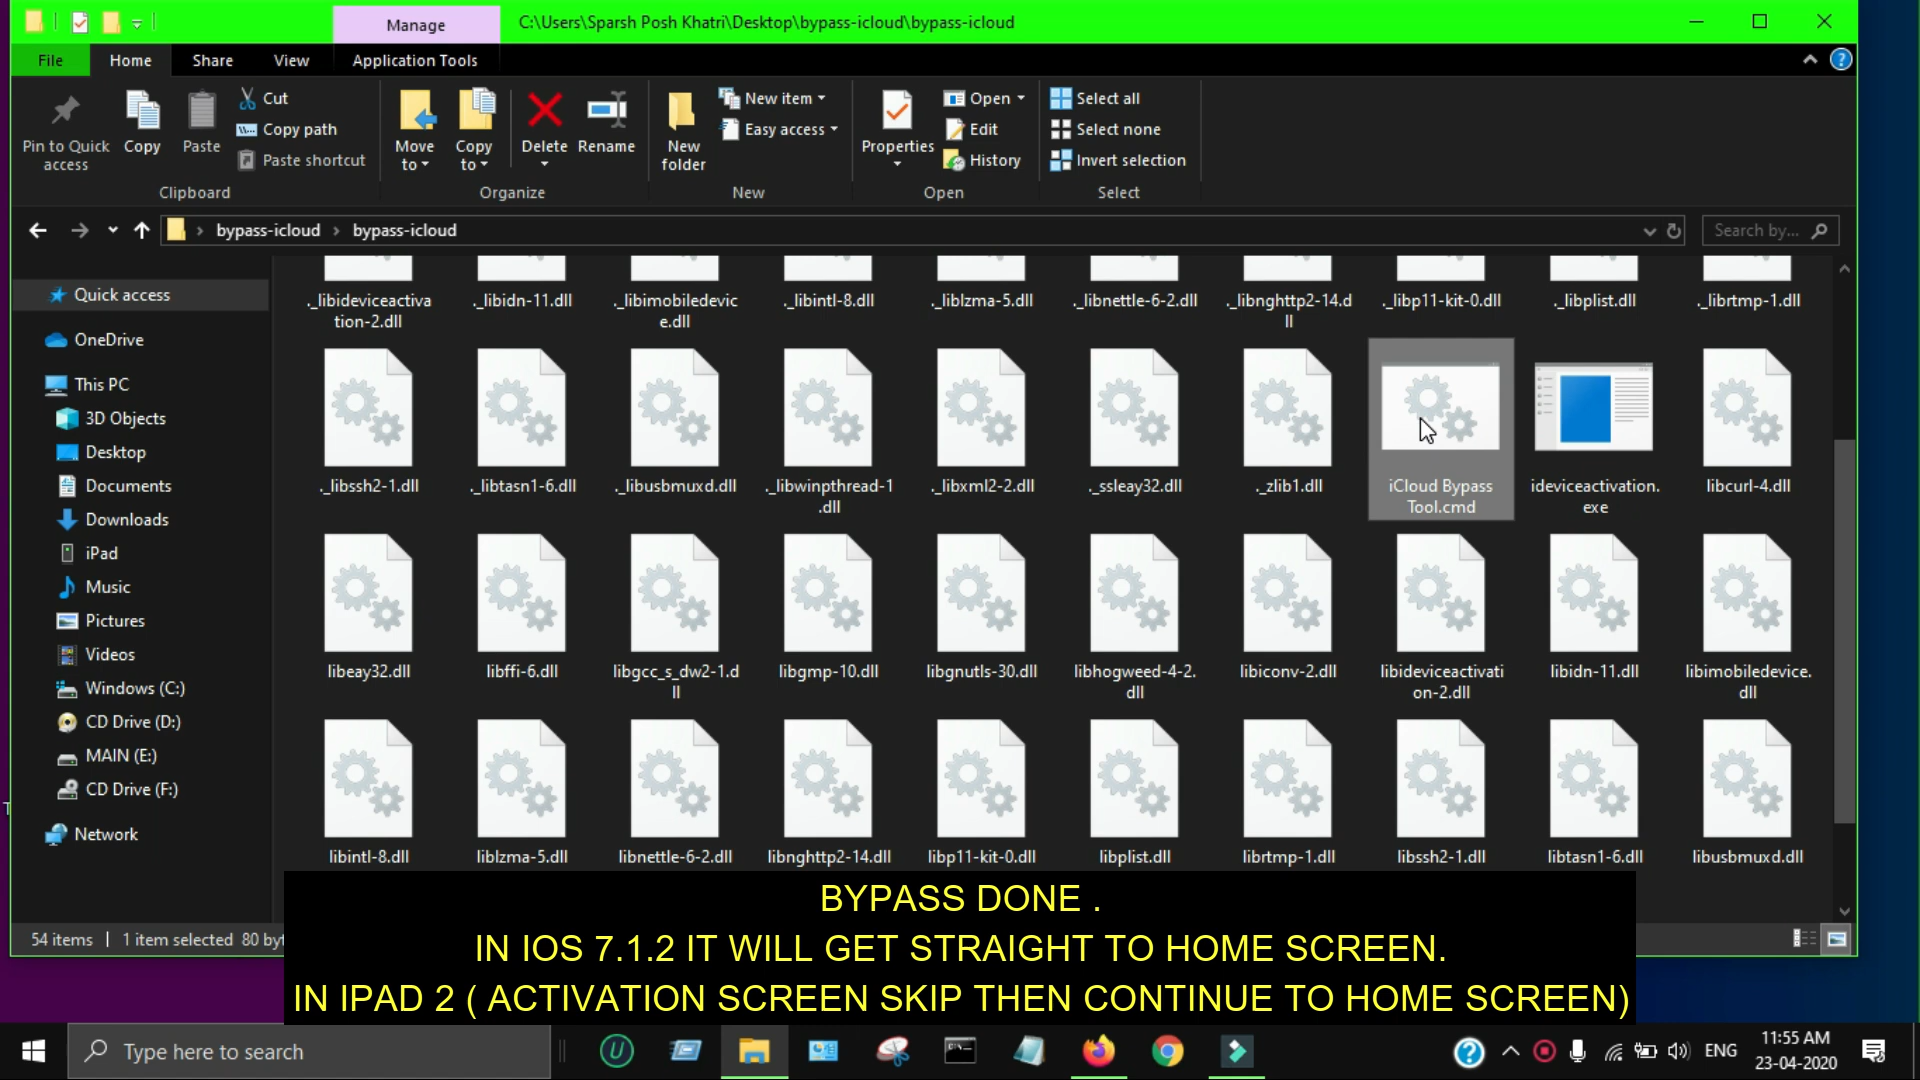 Manage
C:\Users\Sparsh Posh Khatri\Desktop\bypass-icloud\bypass-icloud
File
Home
Share
View
Application Tools
Pin to Quick
access
Copy
Paste
Cut
Copy path
Paste shortcut
Clipboard
Move
to
Copy
to
Delete
Rename
Organize
New
folder
New item
Easy access
New
Properties
Open
Edit
History
Open
Select all
Select none
Invert selection
Select
bypass-icloud
bypass-icloud
Search by...
Quick access
OneDrive
This PC
3D Objects
Desktop
Documents
Downloads
iPad
Music
Pictures
Videos
Windows (C:)
CD Drive (D:)
MAIN (E:)
CD Drive (F:)
Network
._libideviceactiva
tion-2.dll
._libidn-11.dll
._libimobiledevic
e.dll
._libintl-8.dll
._liblzma-5.dll
._libnettle-6-2.dll
._libnghttp2-14.d
ll
._libp11-kit-0.dll
._libplist.dll
._librtmp-1.dll
._libssh2-1.dll
._libtasn1-6.dll
._libusbmuxd.dll
._libwinpthread-1
.dll
._libxml2-2.dll
._ssleay32.dll
._zlib1.dll
iCloud Bypass
Tool.cmd
ideviceactivation.
exe
libcurl-4.dll
libeay32.dll
libffi-6.dll
libgcc_s_dw2-1.d
ll
libgmp-10.dll
libgnutls-30.dll
libhogweed-4-2.
dll
libiconv-2.dll
libideviceactivati
on-2.dll
libidn-11.dll
libimobiledevice.
dll
libintl-8.dll
liblzma-5.dll
libnettle-6-2.dll
libnghttp2-14.dll
libp11-kit-0.dll
libplist.dll
librtmp-1.dll
libssh2-1.dll
libtasn1-6.dll
libusbmuxd.dll
54 items
1 item selected 80 byt
BYPASS DONE .
IN IOS 7.1.2 IT WILL GET STRAIGHT TO HOME SCREEN.
IN IPAD 2 ( ACTIVATION SCREEN SKIP THEN CONTINUE TO HOME SCREEN)
Type here to search
ENG
11:55 AM
23-04-2020